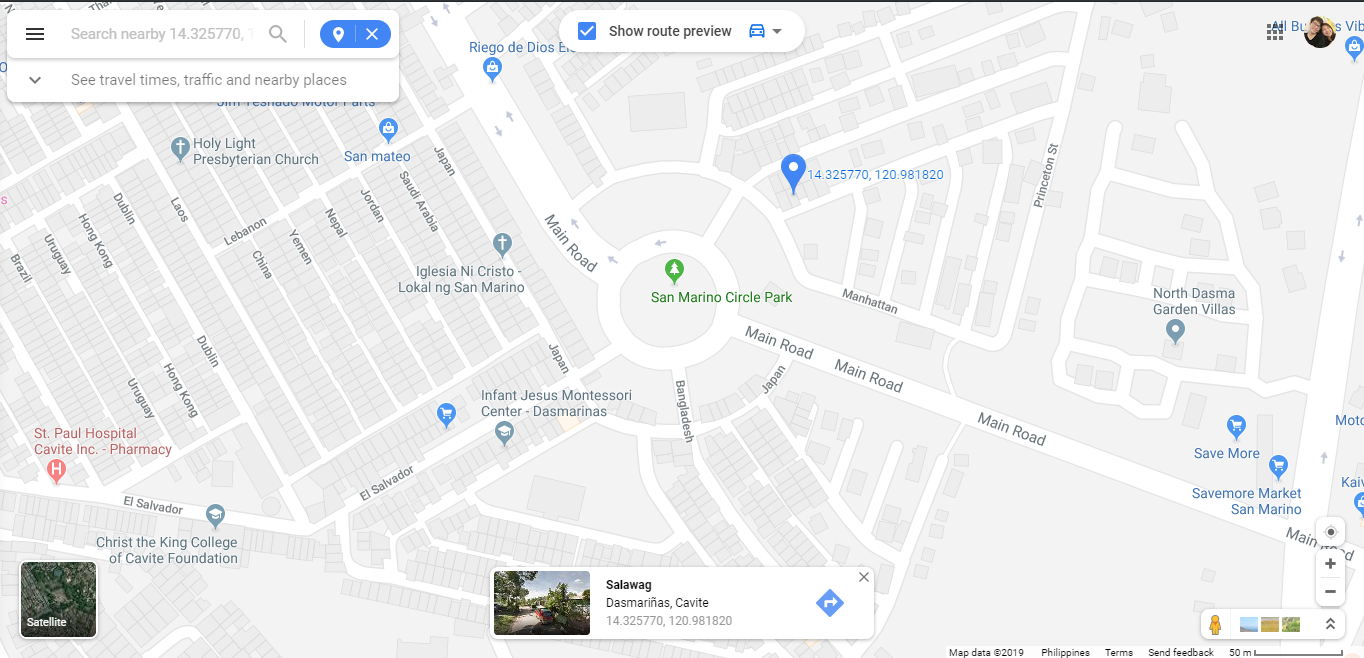 Search nearby 14.325770, 1
Show route preview
See travel times, traffic and nearby places
Riego de Dios El
All Bu
s Vib
Jim Tesnado Motor Parts
Holy Light
Presbyterian Church
San mateo
14.325770, 120.981820
Japan
Saudi Arabia
Jordan
Nepal
Yemen
China
Lebanon
Laos
Dublin
Hong Kong
Uruguay
Brazil
s
Princeton St
Main Road
Iglesia Ni Cristo -
Lokal ng San Marino
San Marino Circle Park
Manhattan
North Dasma
Garden Villas
Main Road
Main Road
Japan
Japan
Dublin
Hong Kong
Uruguay
Infant Jesus Montessori
Center - Dasmarinas
Bangladesh
Main Road
Moto
St. Paul Hospital
Cavite Inc. - Pharmacy
Save More
El Salvador
El Salvador
Savemore Market
San Marino
Kaiv
Christ the King College
of Cavite Foundation
Main Road
Salawag
Dasmariñas, Cavite
14.325770, 120.981820
Satellite
Map data ©2019 Philippines Terms Send feedback 50 m